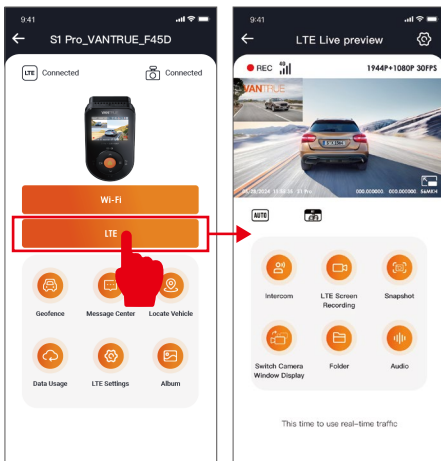 9:41
S1 Pro_VANTRUE_F45D
LTE Connected
Connected
Wi-Fi
LTE
Geofence
Message Center
Locate Vehicle
Data Usage
LTE Settings
Album
9:41
LTE Live preview
REC
1944P+1080P 30FPS
VANTRUE
AUTO
Intercom
LTE Screen
Recording
Snapshot
Switch Camera
Window Display
Folder
Audio
This time to use real-time traffic